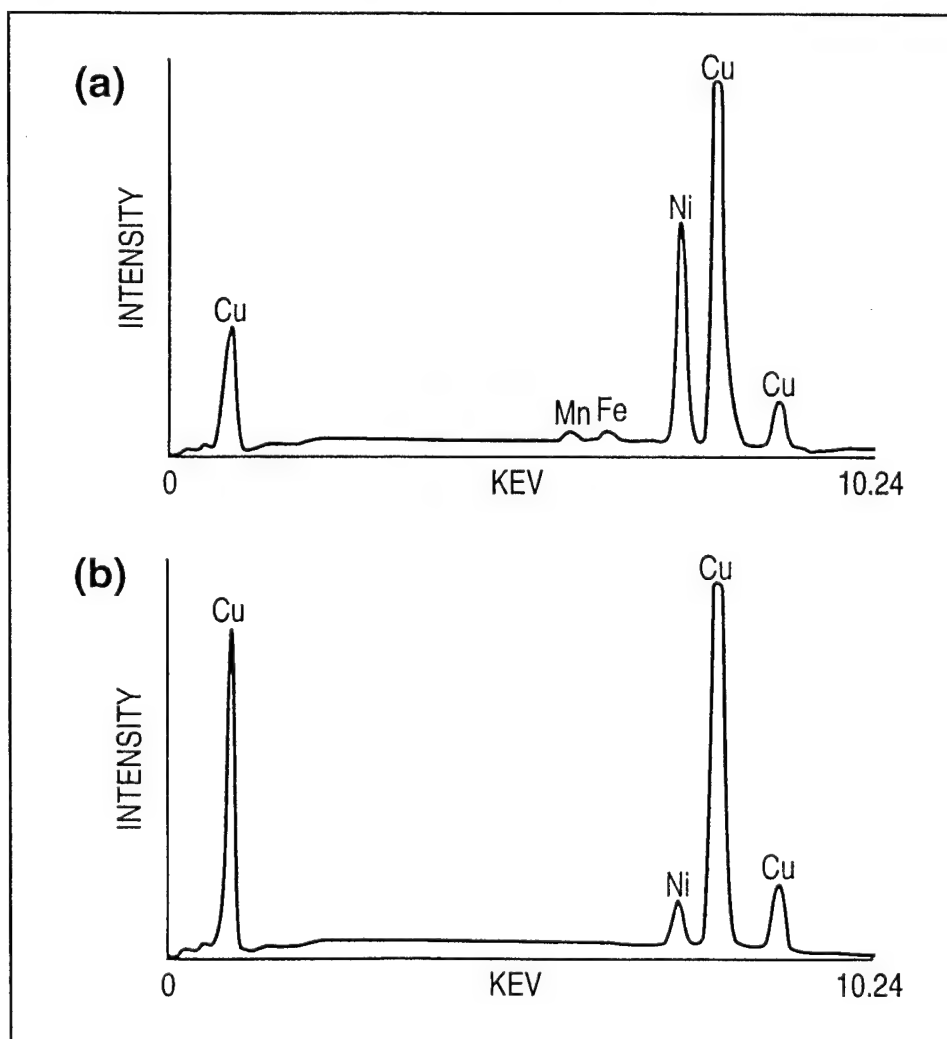 (a)
INTENSITY
Cu
Mn Fe
Ni
Cu
Cu
0 KEV 10.24
(b)
INTENSITY
Cu
Ni
Cu
Cu
0 KEV 10.24